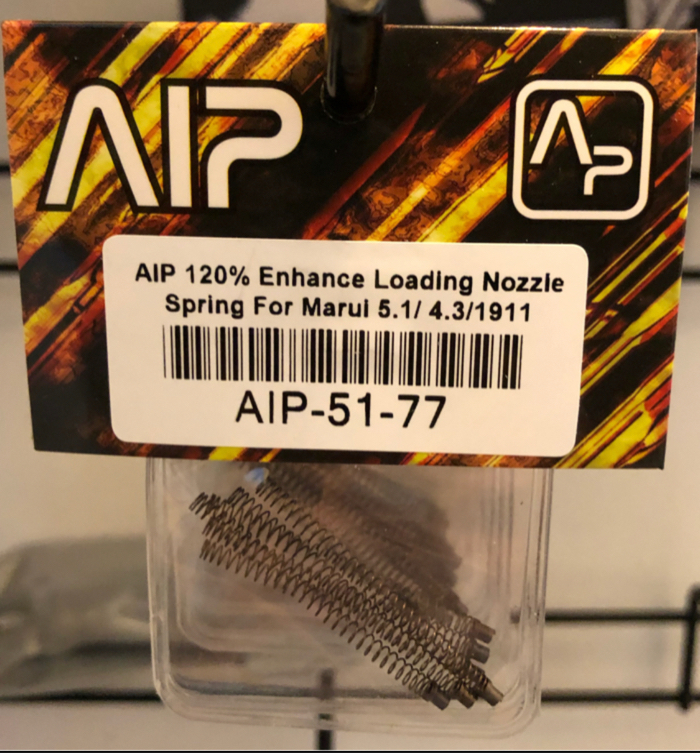 AIP
AP
AIP 120% Enhance Loading Nozzle
Spring For Marui 5.1/ 4.3/1911
AIP-51-77